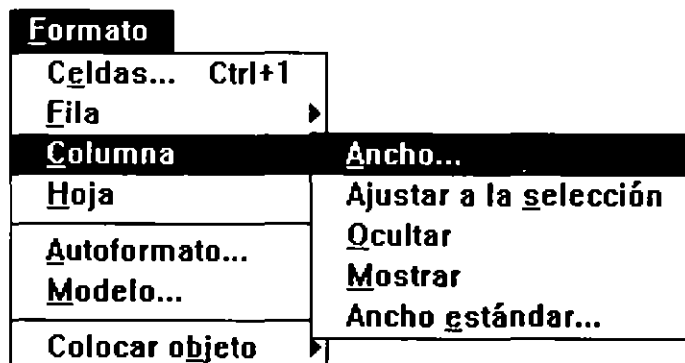 Formato
Celdas... Ctrl+1
Fila
Columna
Hoja
Autoformato...
Modelo...
Colocar objeto
Ancho...
Ajustar a la selección
Ocultar
Mostrar
Ancho estándar...